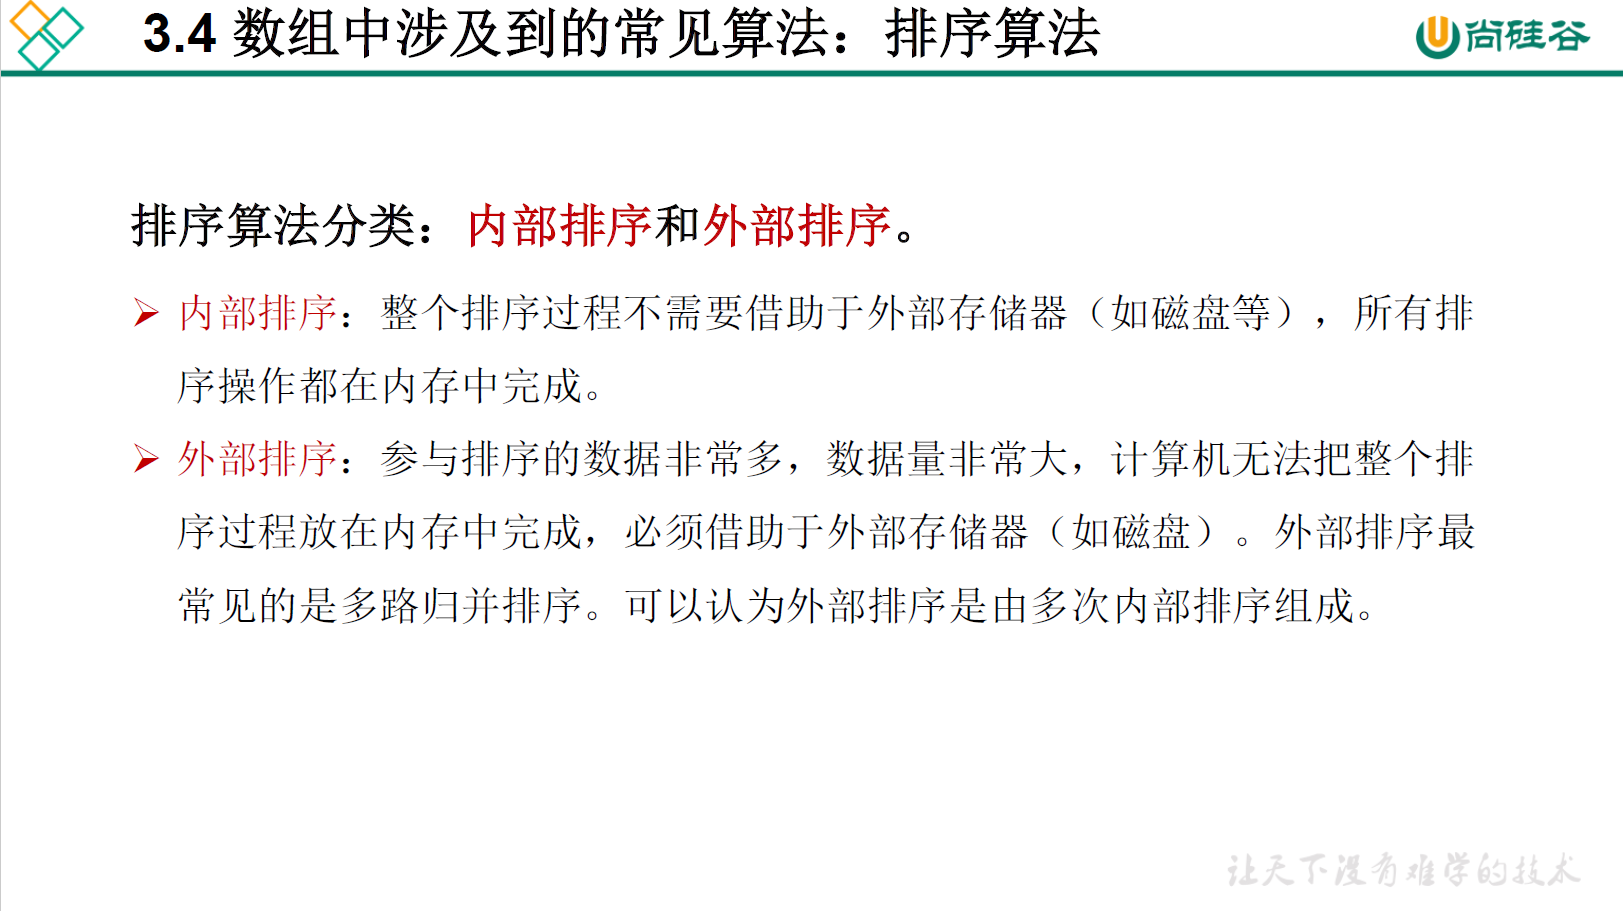 3.4 数组中涉及到的常见算法：排序算法
尚硅谷
排序算法分类：内部排序和外部排序。
内部排序：整个排序过程不需要借助于外部存储器（如磁盘等），所有排
序操作都在内存中完成。
外部排序：参与排序的数据非常多，数据量非常大，计算机无法把整个排
序过程放在内存中完成，必须借助于外部存储器（如磁盘）。外部排序最
常见的是多路归并排序。可以认为外部排序是由多次内部排序组成。
让天下没有难学的技术